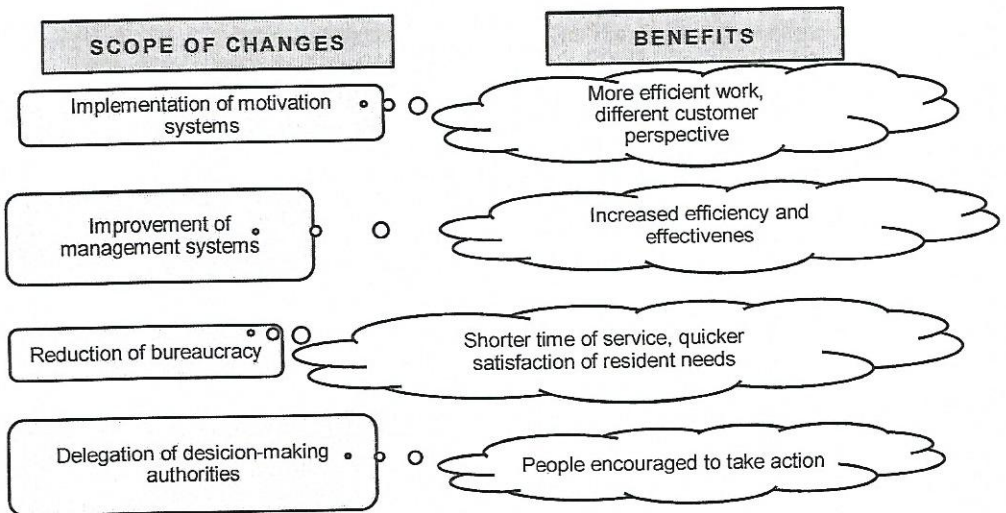 SCOPE OF CHANGES
BENEFITS
Implementation of motivation
systems
More efficient work,
different customer
perspective
Improvement of
management systems
Increased efficiency and
effectivenes
Reduction of bureaucracy
Shorter time of service, quicker
satisfaction of resident needs
Delegation of desicion-making
authorities
People encouraged to take action